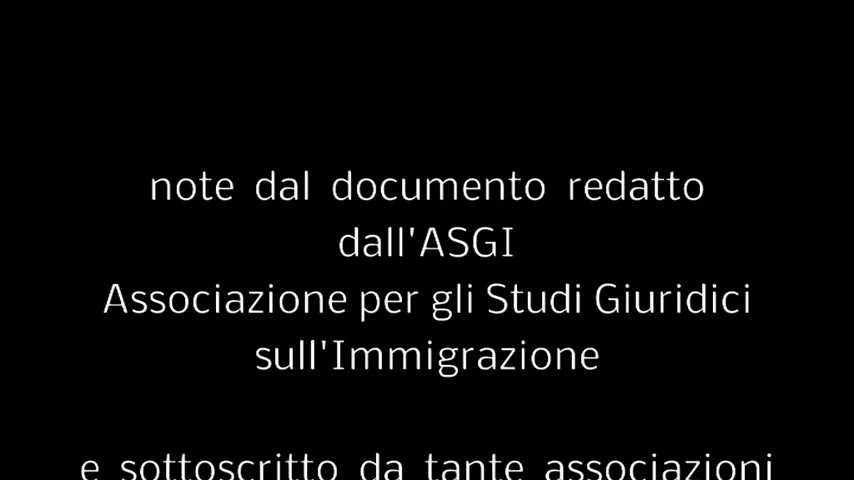 note dal documento redatto
dall'ASGI
Associazione per gli Studi Giuridici
sull'Immigrazione
e sottoscritto da tante associazioni